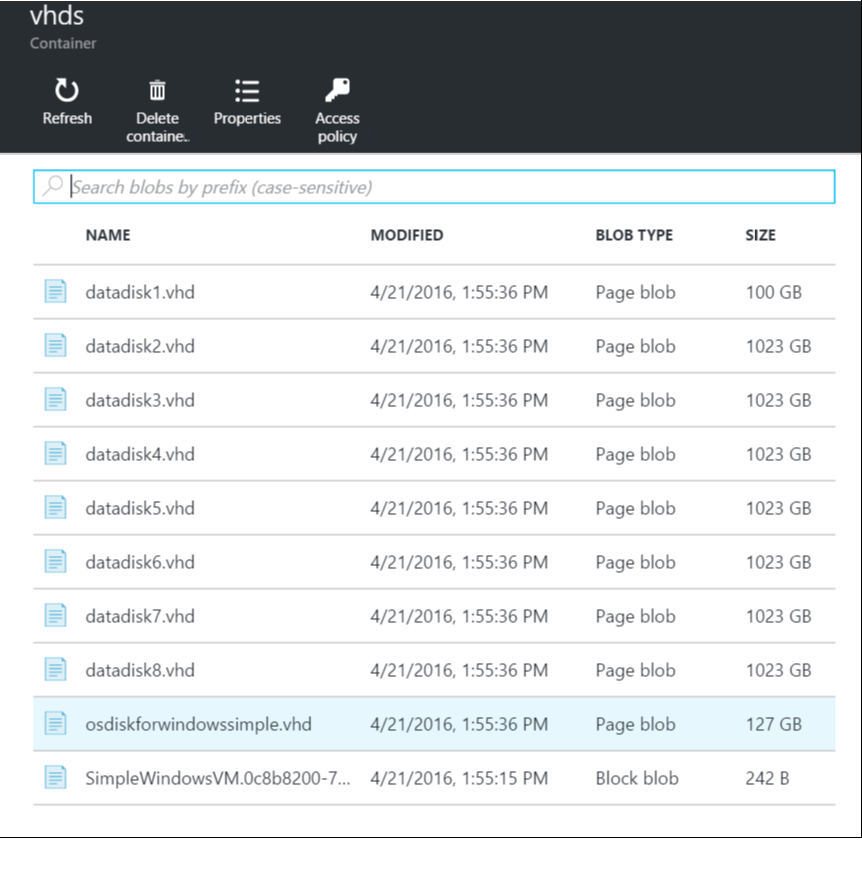 vhds
Container
Refresh Delete containe.. Properties Access policy
Search blobs by prefix (case-sensitive)
NAME MODIFIED BLOB TYPE SIZE
datadisk1.vhd 4/21/2016, 1:55:36 PM Page blob 100 GB
datadisk2.vhd 4/21/2016, 1:55:36 PM Page blob 1023 GB
datadisk3.vhd 4/21/2016, 1:55:36 PM Page blob 1023 GB
datadisk4.vhd 4/21/2016, 1:55:36 PM Page blob 1023 GB
datadisk5.vhd 4/21/2016, 1:55:36 PM Page blob 1023 GB
datadisk6.vhd 4/21/2016, 1:55:36 PM Page blob 1023 GB
datadisk7.vhd 4/21/2016, 1:55:36 PM Page blob 1023 GB
datadisk8.vhd 4/21/2016, 1:55:36 PM Page blob 1023 GB
osdiskforwindowssimple.vhd 4/21/2016, 1:55:36 PM Page blob 127 GB
SimpleWindowsVM.0c8b8200-7... 4/21/2016, 1:55:15 PM Block blob 242 B